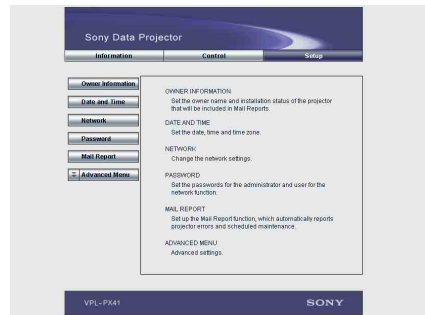 Sony Data Projector
Information Control Setup
Owner Information
Date and Time
Network
Password
Mail Report
Advanced Menu
OWNER INFORMATION
Set the owner name and installation status of the projector
that will be included in Mail Reports.
DATE AND TIME
Set the date, time and time zone.
NETWORK
Change the network settings.
PASSWORD
Set the passwords for the administrator and user for the
network function.
MAIL REPORT
Set up the Mail Report function, which automatically reports
projector errors and scheduled maintenance.
ADVANCED MENU
Advanced settings.
VPL-PX41 SONY